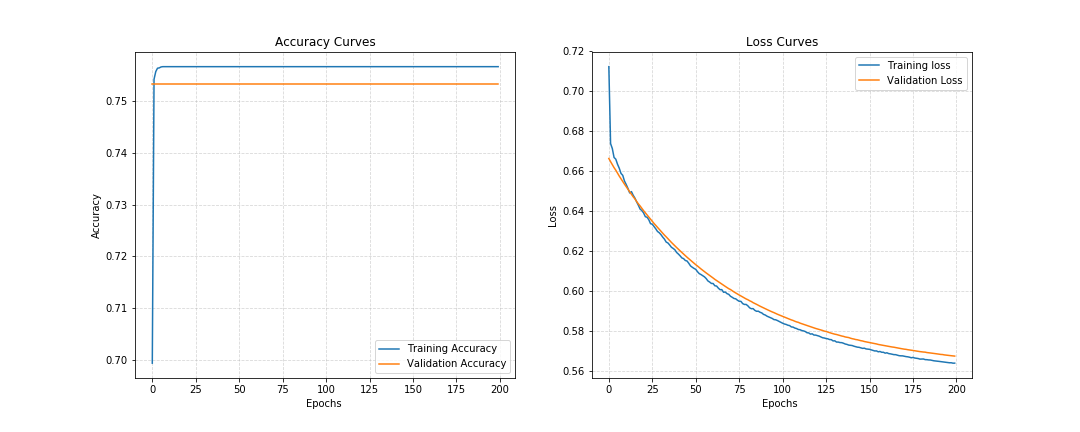 Accuracy Curves
Accuracy
0.75
0.74
0.73
0.72
0.71
0.70
0 25 50 75 100 125 150 175 200
Epochs
Training Accuracy
Validation Accuracy
Loss Curves
Loss
0.72
0.70
0.68
0.66
0.64
0.62
0.60
0.58
0.56
0 25 50 75 100 125 150 175 200
Epochs
Training loss
Validation Loss